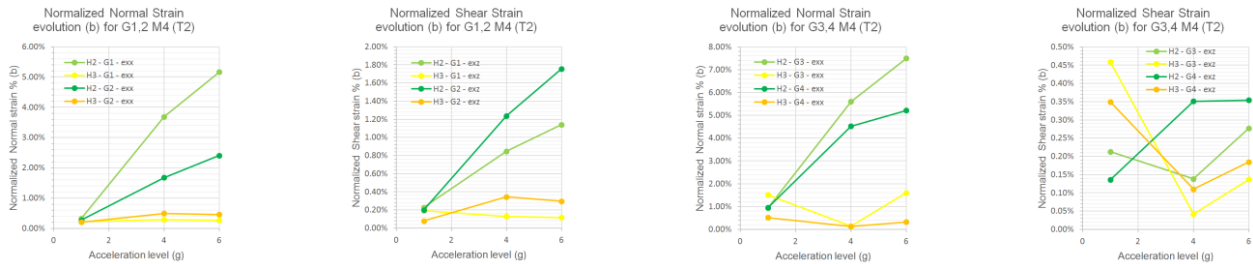 Normalized Normal Strain
evolution (b) for G1,2 M4 (T2)
Normalized Normal strain % (b)
6.00%
5.00%
4.00%
3.00%
2.00%
1.00%
0.00%
H2 - G1 - exx
H3 - G1 - exx
H2 - G2 - exx
H3 - G2 - exx
0 2 4 6
Acceleration level (g)
Normalized Shear Strain
evolution (b) for G1,2 M4 (T2)
Normalized Shear strain % (b)
2.00%
1.80%
1.60%
1.40%
1.20%
1.00%
0.80%
0.60%
0.40%
0.20%
0.00%
H2 - G1 - exz
H3 - G1 - exz
H2 - G2 - exz
H3 - G2 - exz
0 2 4 6
Acceleration level (g)
Normalized Normal Strain
evolution (b) for G3,4 M4 (T2)
Normalized Normal strain % (b)
8.00%
7.00%
6.00%
5.00%
4.00%
3.00%
2.00%
1.00%
0.00%
H2 - G3 - exx
H3 - G3 - exx
H2 - G4 - exx
H3 - G4 - exx
0 2 4 6
Acceleration level (g)
Normalized Shear Strain
evolution (b) for G3,4 M4 (T2)
Normalized Shear strain % (b)
0.50%
0.45%
0.40%
0.35%
0.30%
0.25%
0.20%
0.15%
0.10%
0.05%
0.00%
H2 - G3 - exz
H3 - G3 - exz
H2 - G4 - exz
H3 - G4 - exz
0 2 4 6
Acceleration level (g)